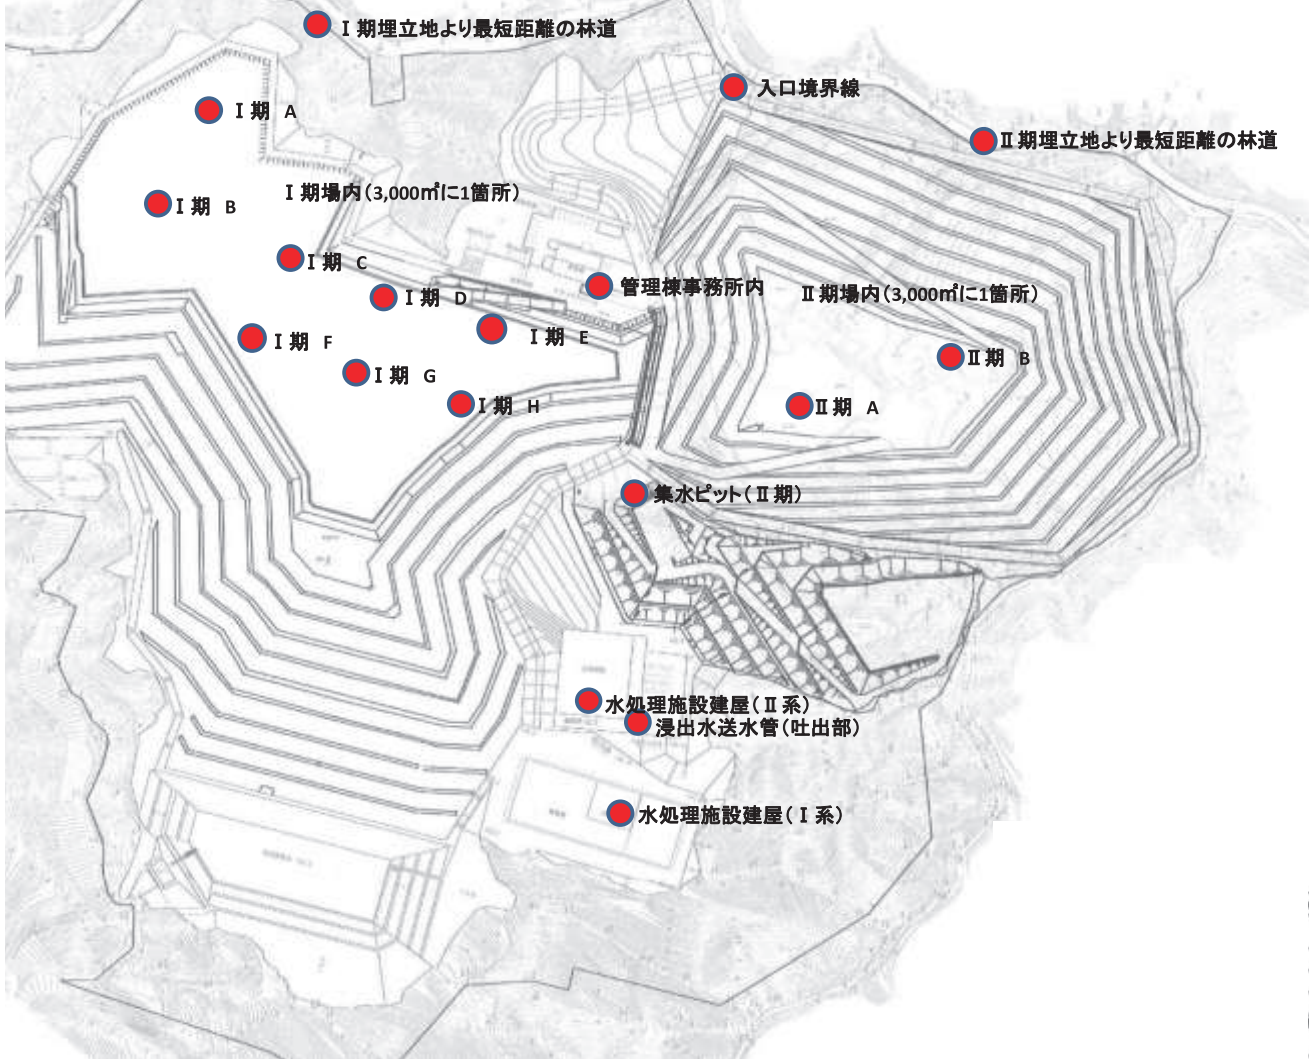 Ⅰ期埋立地より最短距離の林道
入口境界線
Ⅰ期 A
Ⅱ期埋立地より最短距離の林道
Ⅰ期場内（3,000㎡に1箇所）
Ⅰ期 B
Ⅰ期 C
管理棟事務所内
Ⅱ期場内（3,000㎡に1箇所）
Ⅰ期 D
Ⅰ期 E
Ⅰ期 F
Ⅱ期 B
Ⅰ期 G
Ⅰ期 H
Ⅱ期 A
集水ピット（Ⅱ期）
水処理施設建屋（Ⅱ系）
浸出水送水管（吐出部）
水処理施設建屋（Ⅰ系）